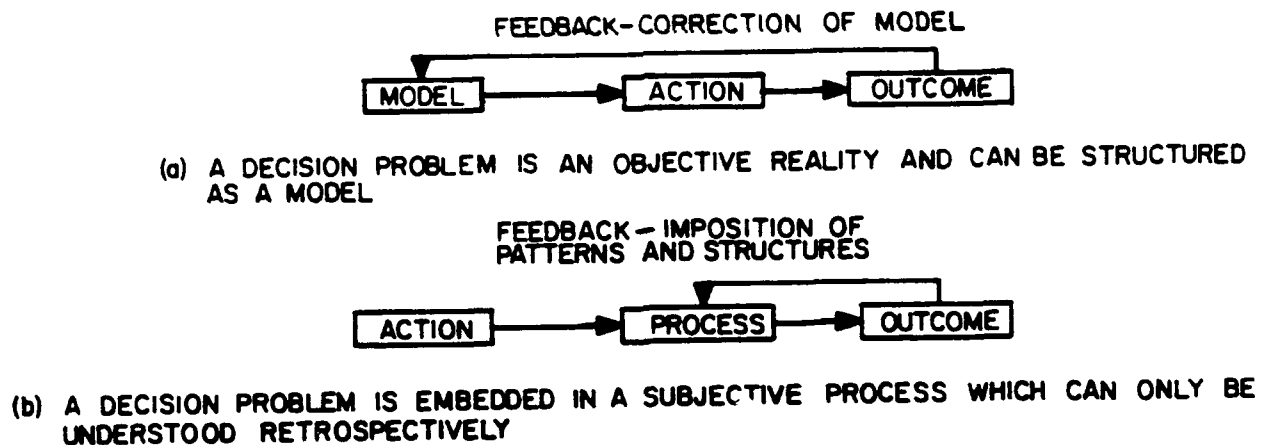 FEEDBACK-CORRECTION OF MODEL
MODEL
ACTION
OUTCOME
(a) A DECISION PROBLEM IS AN OBJECTIVE REALITY AND CAN BE STRUCTURED
AS A MODEL
FEEDBACK - IMPOSITION OF
PATTERNS AND STRUCTURES
ACTION
PROCESS
OUTCOME
(b) A DECISION PROBLEM IS EMBEDDED IN A SUBJECTIVE PROCESS WHICH CAN ONLY BE
UNDERSTOOD RETROSPECTIVELY